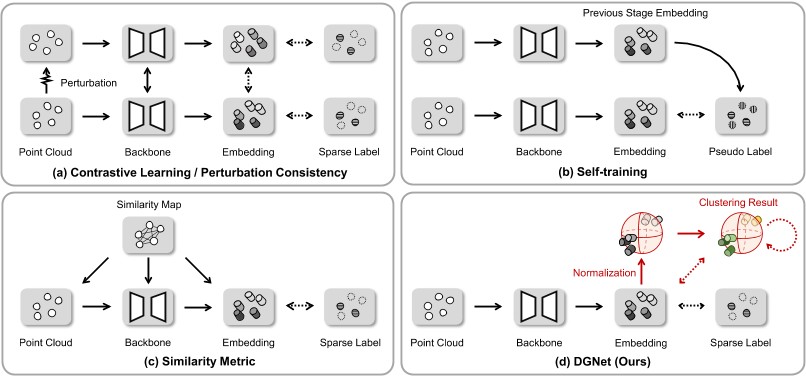 Perturbation
Point Cloud
Backbone
Embedding
Sparse Label
(a) Contrastive Learning / Perturbation Consistency
Previous Stage Embedding
Point Cloud
Backbone
Embedding
Pseudo Label
(b) Self-training
Similarity Map
Point Cloud
Backbone
Embedding
Sparse Label
(c) Similarity Metric
Clustering Result
Normalization
Point Cloud
Backbone
Embedding
Sparse Label
(d) DGNet (Ours)